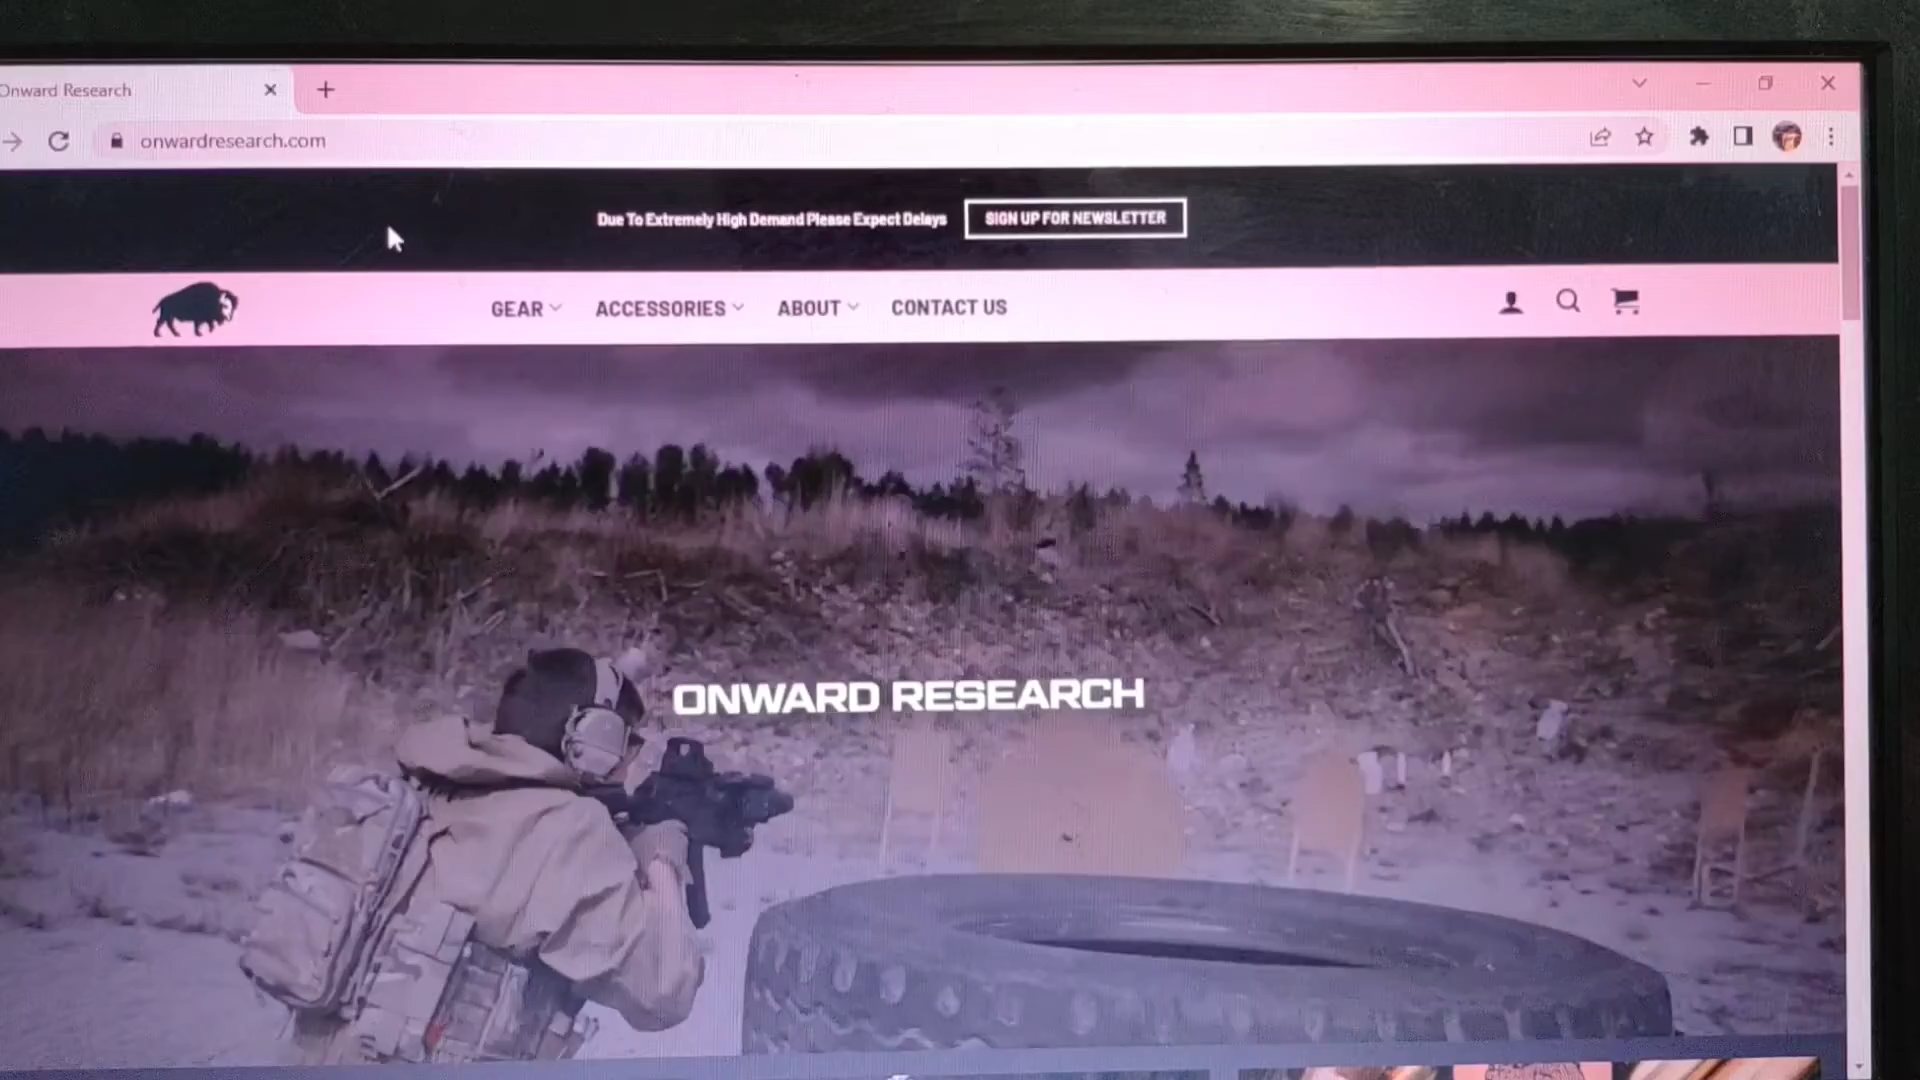 Onward Research
onwardresearch.com
Due To Extremely High Demand Please Expect Delays
SIGN UP FOR NEWSLETTER
GEAR
ACCESSORIES
ABOUT
CONTACT US
ONWARD RESEARCH